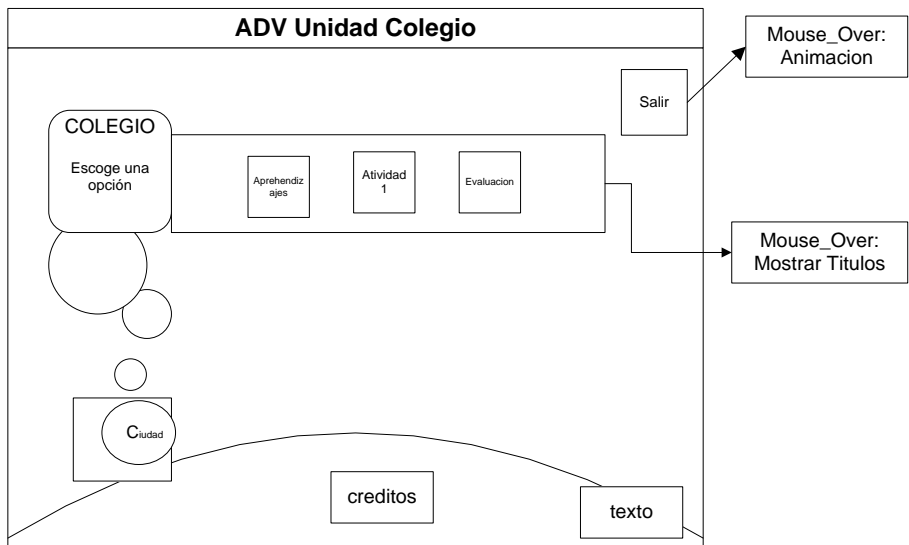 ADV Unidad Colegio
Mouse_Over:
Animacion
Salir
COLEGIO
Escoge una
opción
Aprehendiz
ajes
Atividad
1
Evaluacion
Mouse_Over:
Mostrar Titulos
Ciudad
creditos
texto